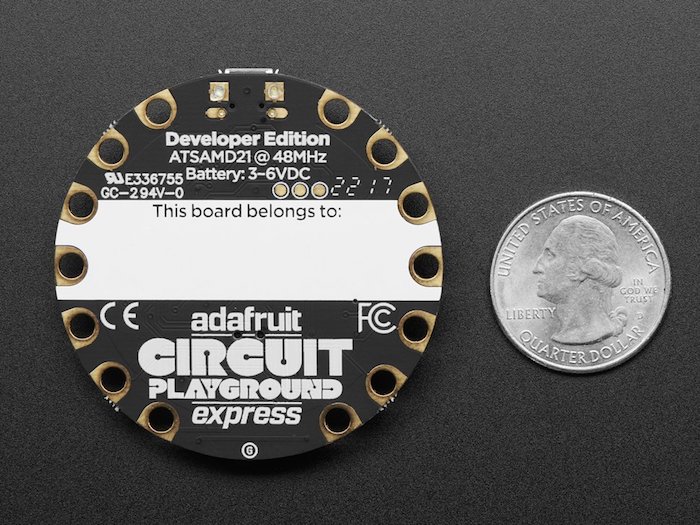 Developer Edition
ATSAMD21 @ 48MHz
Battery: 3-6VDC
E336755
GC-294V-0
2217
This board belongs to:
CE
FC
adafruit
CIRCUIT
PLAYGROUND
express
G
UNITED STATES OF AMERICA
LIBERTY
IN
GOD WE
TRUST
D
QUARTER DOLLAR